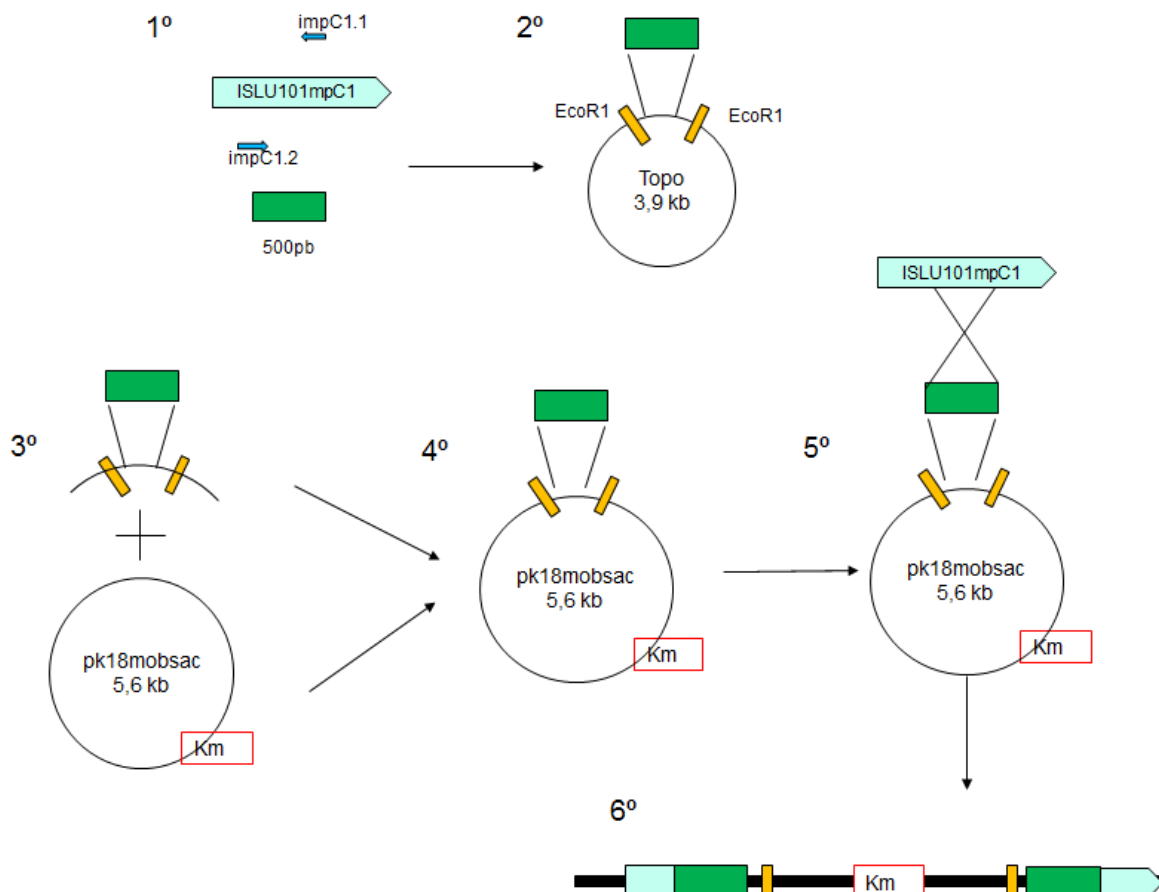 1º
impC1.1
ISLU101mpC1
impC1.2
500pb
2º
EcoR1
EcoR1
Topo
3,9 kb
3º
pk18mobsac
5,6 kb
Km
4º
pk18mobsac
5,6 kb
Km
ISLU101mpC1
5º
pk18mobsac
5,6 kb
Km
6º
Km